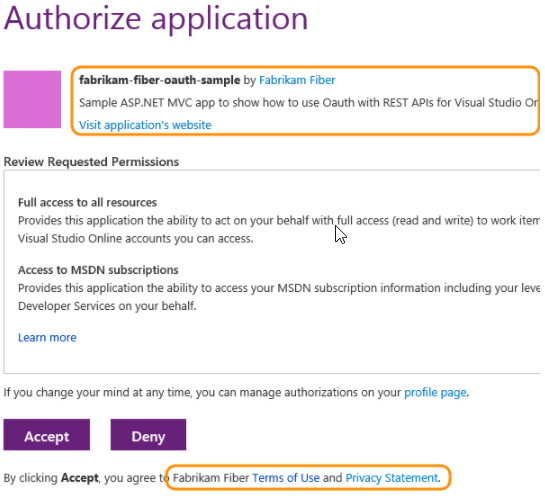 Authorize application
fabrikam-fiber-oauth-sample by Fabrikam Fiber
Sample ASP.NET MVC app to show how to use Oauth with REST APIs for Visual Studio
Visit application's website
Review Requested Permissions
Full access to all resources
Provides this application the ability to act on your behalf with full access (read and write) to work
Visual Studio Online accounts you can access.
Access to MSDN subscriptions
Provides this application the ability to access your MSDN subscription information including your
Developer Services on your behalf.
Learn more
If you change your mind at any time, you can manage authorizations on your profile page.
Accept
Deny
By clicking Accept, you agree to Fabrikam Fiber Terms of Use and Privacy Statement.